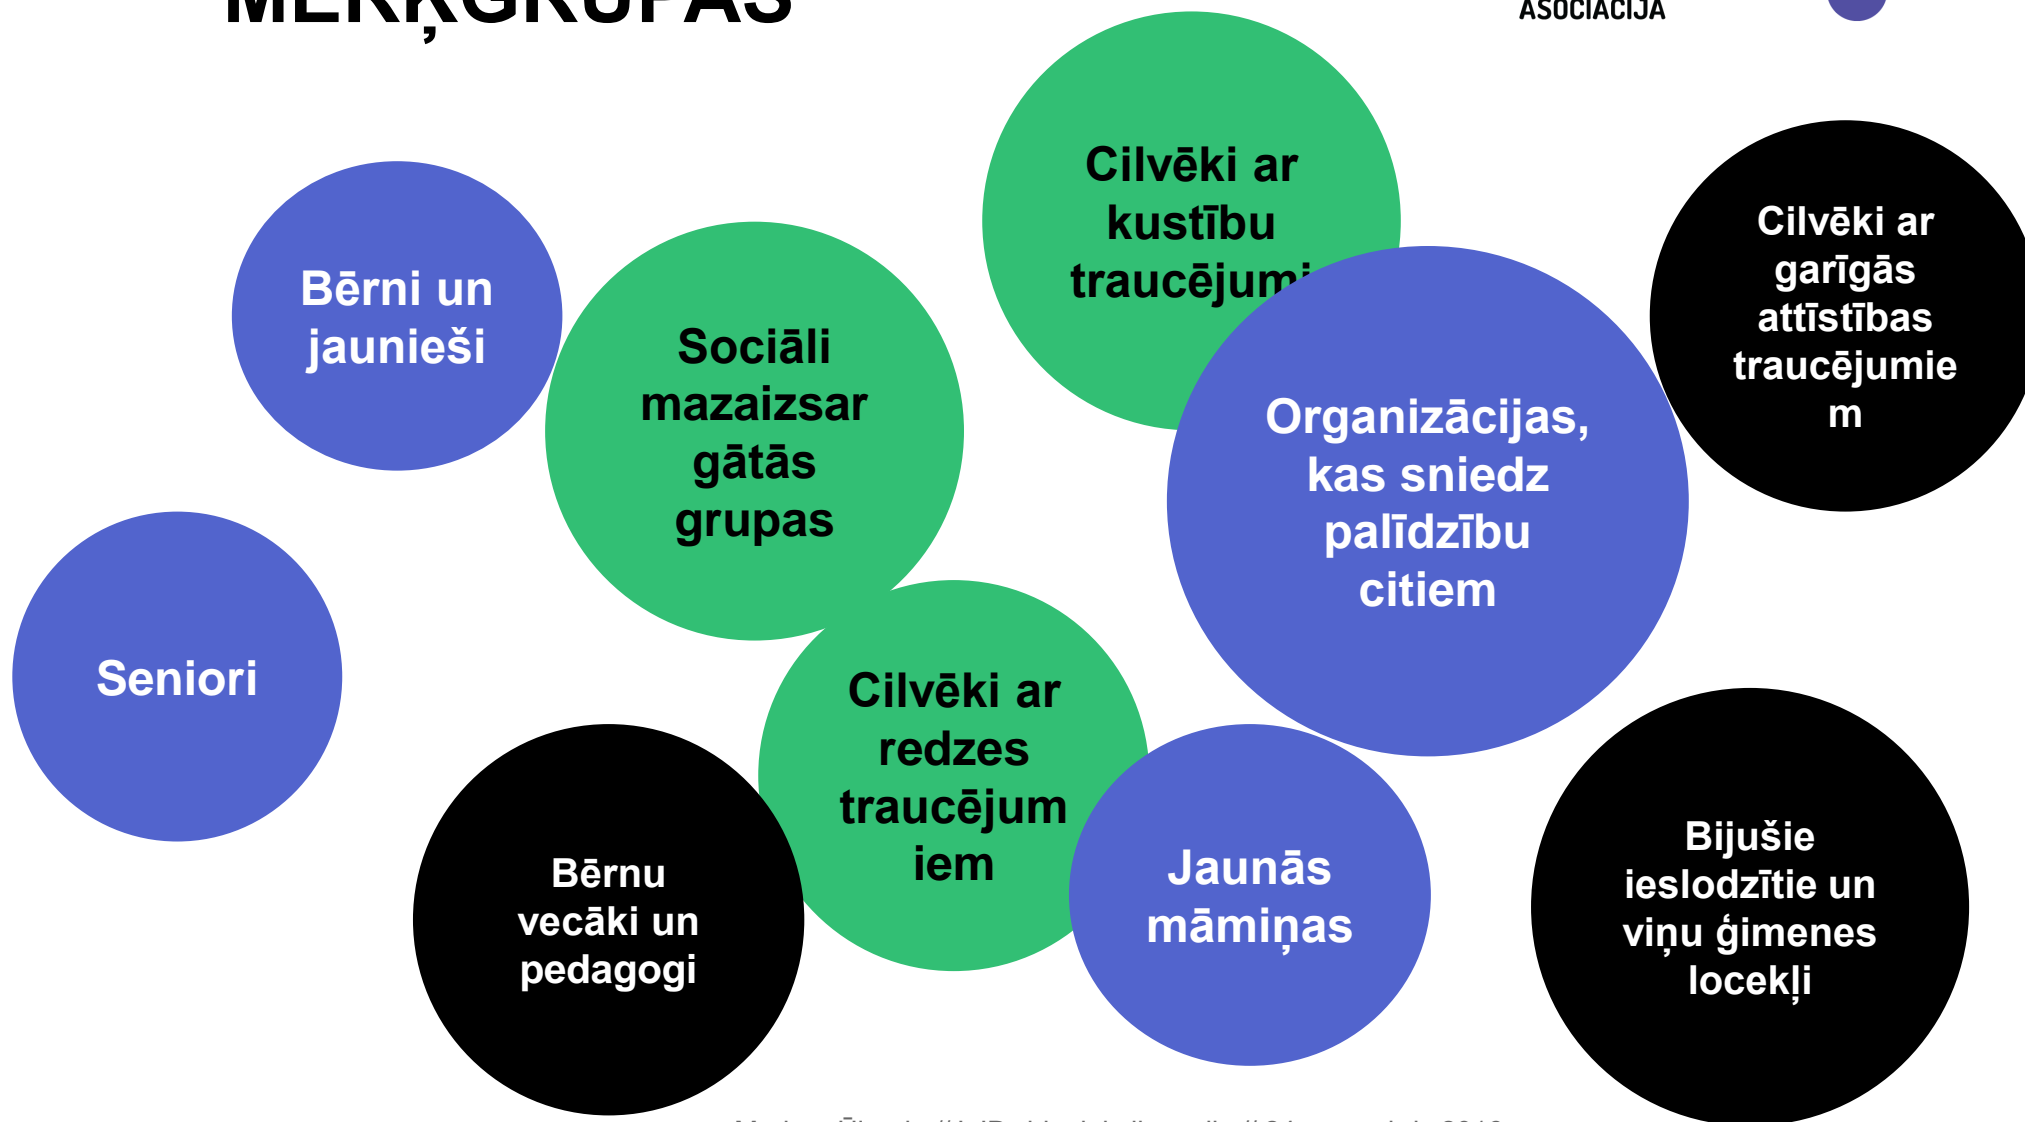 MĒRĶGRUPAS
ASOCIĀCIJA
Cilvēki ar
kustību
traucējumi
Cilvēki ar
garīgās
attīstības
traucējumie
m
Bērni un
jaunieši
Sociāli
mazaizsar
gātās
grupas
Organizācijas,
kas sniedz
palīdzību
citiem
Seniori
Cilvēki ar
redzes
traucējum
iem
Jaunās
māmiņas
Bērnu
vecāki un
pedagogi
Bijušie
ieslodzītie un
viņu ģimenes
locekļi